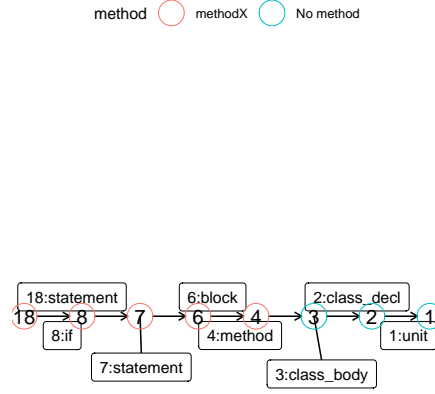 method methodX No method
18:statement 6:block 2:class_decl
18 8 7 6 4 3 2 1
8:if 4:method 1:unit
7:statement 3:class_body